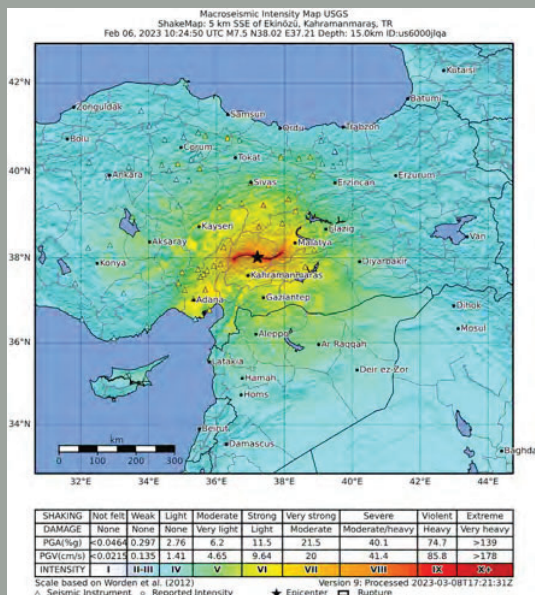 Macroseismic Intensity Map USGS
ShakeMap: 5 km SSE of Ekinözü, Kahramanmaraş, TR
Feb 06, 2023 10:24:50 UTC M7.5 N38.02 E37.21 Depth: 15.0km ID:us6000jlqa
42°N
Kutaisi
Batumi
Zonguldak
Samsun
Ordu
Trabzon
Bolu
Corum
Tokat
40°N
Ankara
Sivas
Erzincan
Erzurum
Kayseri
Elazig
Aksaray
Malatya
Van
38°N
Konya
Diyarbakir
Kahramanmaras
Adana
Gaziantep
Dihok
Mosul
36°N
Aleppo
Ar Raqqah
Latakia
Deir ez-Zor
Hamah
Homs
34°N
Beirut
Damascus
Baghda
km
0 100 200 300
32°E 34°E 36°E 38°E 40°E 42°E 44°E
SHAKING Not felt Weak Light Moderate Strong Very strong Severe Violent Extreme
DAMAGE None None None Very light Light Moderate Moderate/heavy Heavy Very heavy
PGA(%g) <0.0464 0.297 2.76 6.2 11.5 21.5 40.1 74.7 >139
PGV(cm/s) <0.0215 0.135 1.41 4.65 9.64 20 41.4 85.8 >178
INTENSITY I II-III IV V VI VII VIII IX X+
Scale based on Worden et al. (2012) Version 9: Processed 2023-03-08T17:21:31Z
△ Seismic Instrument ○ Reported Intensity ★ Epicenter □ Rupture